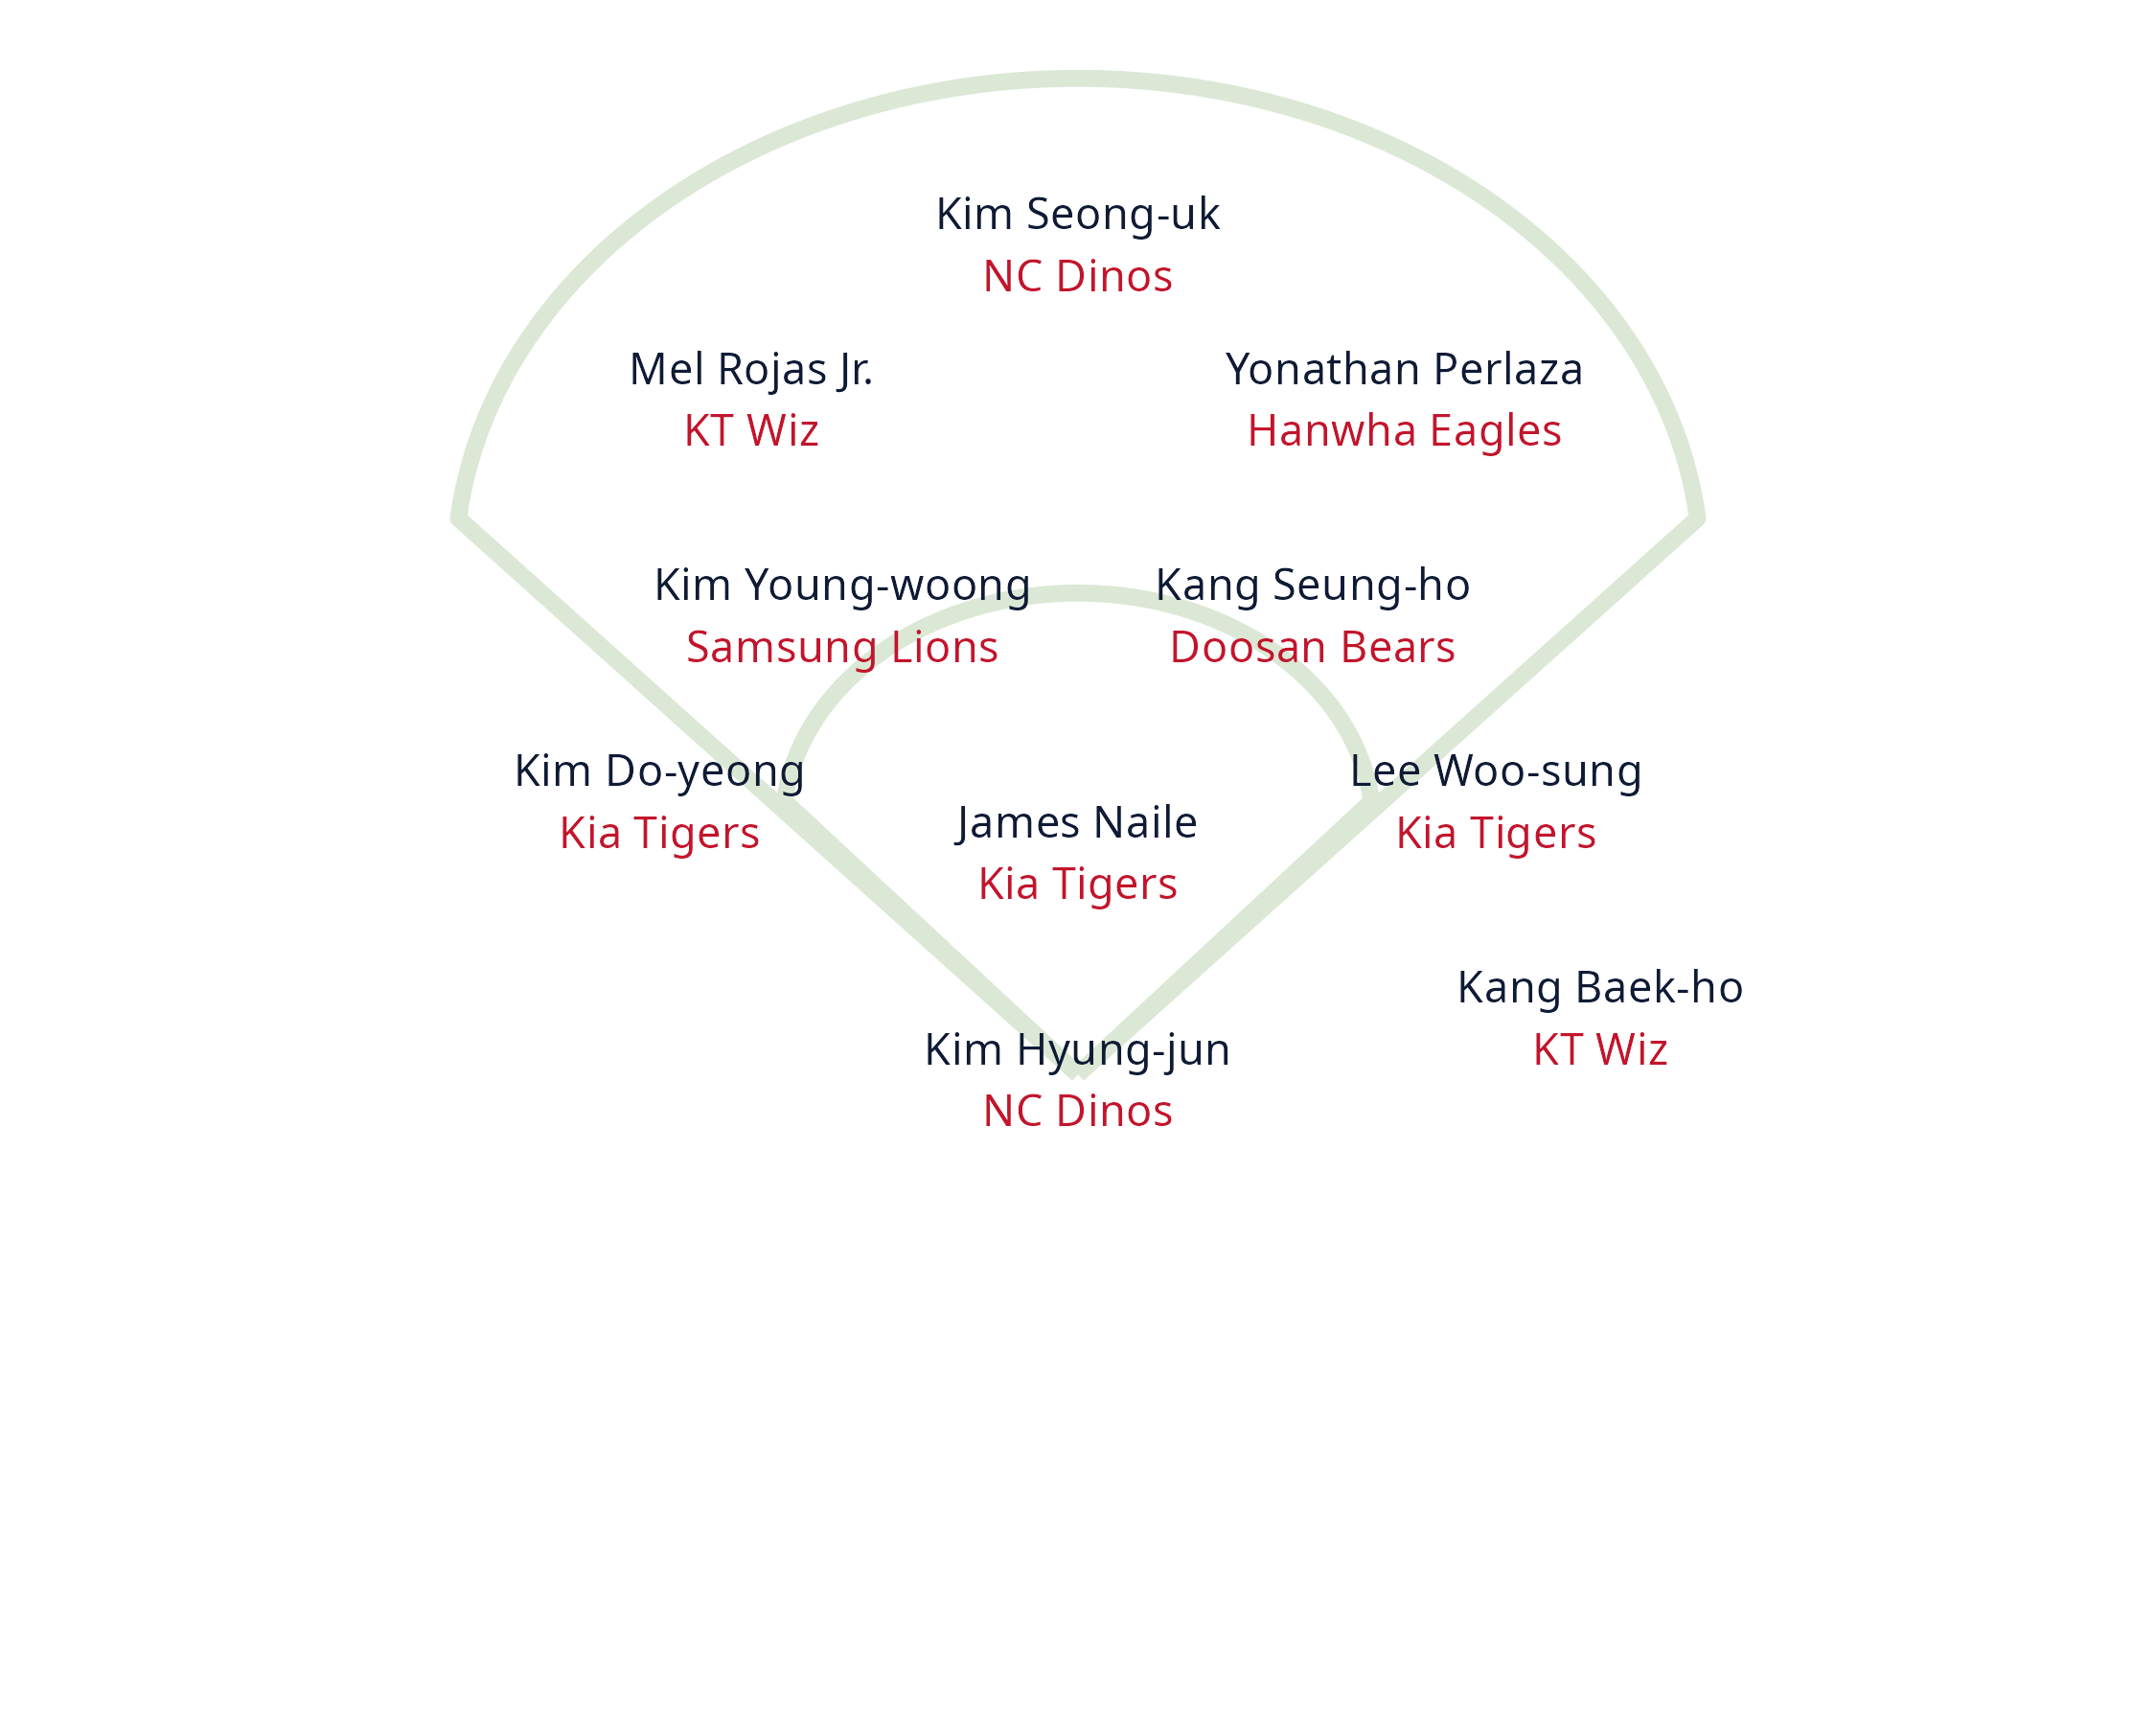 Kim Seong-uk
NC Dinos
Mel Rojas Jr.
KT Wiz
Yonathan Perlaza
Hanwha Eagles
Kim Young-woong
Samsung Lions
Kang Seung-ho
Doosan Bears
Kim Do-yeong
Kia Tigers
James Naile
Kia Tigers
Lee Woo-sung
Kia Tigers
Kang Baek-ho
KT Wiz
Kim Hyung-jun
NC Dinos